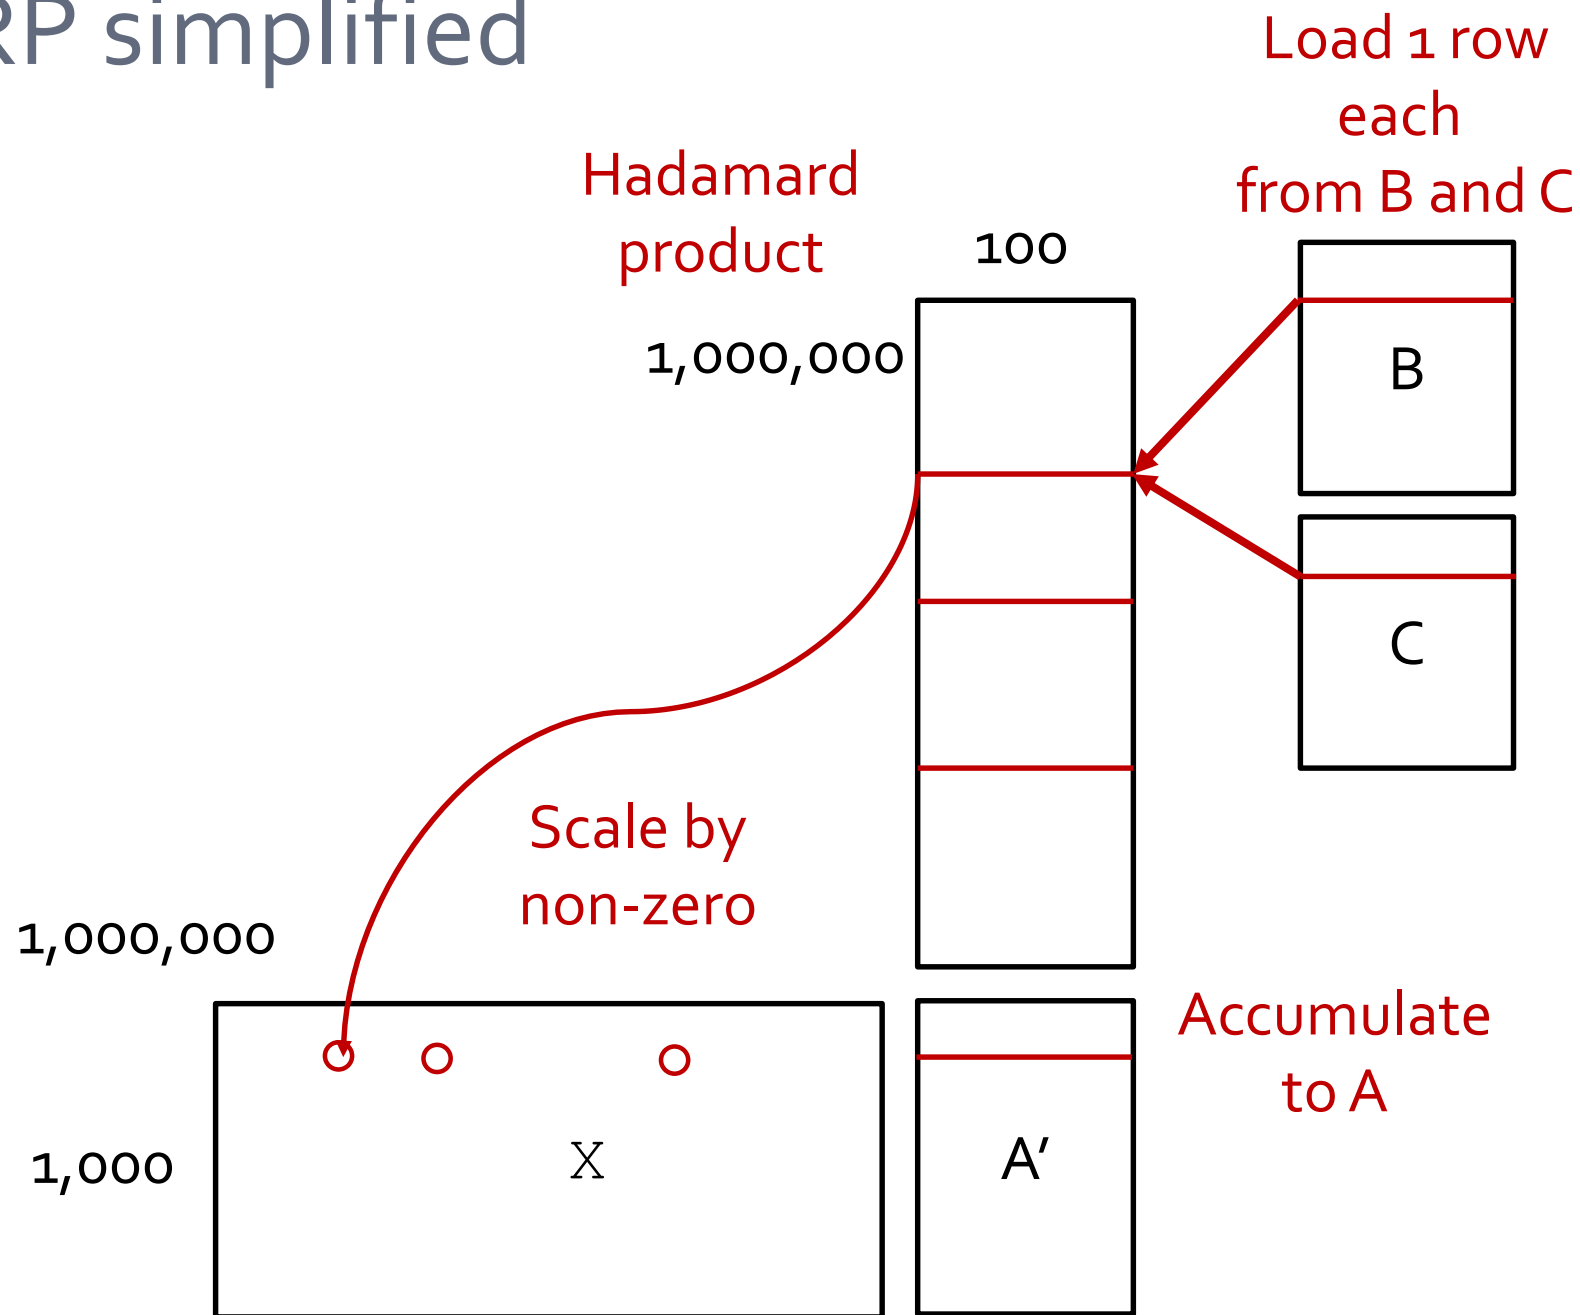 RP simplified
Load 1 row
each
from B and C
Hadamard
product
100
1,000,000
B
C
Scale by
non-zero
1,000,000
Accumulate
to A
X
A′
1,000